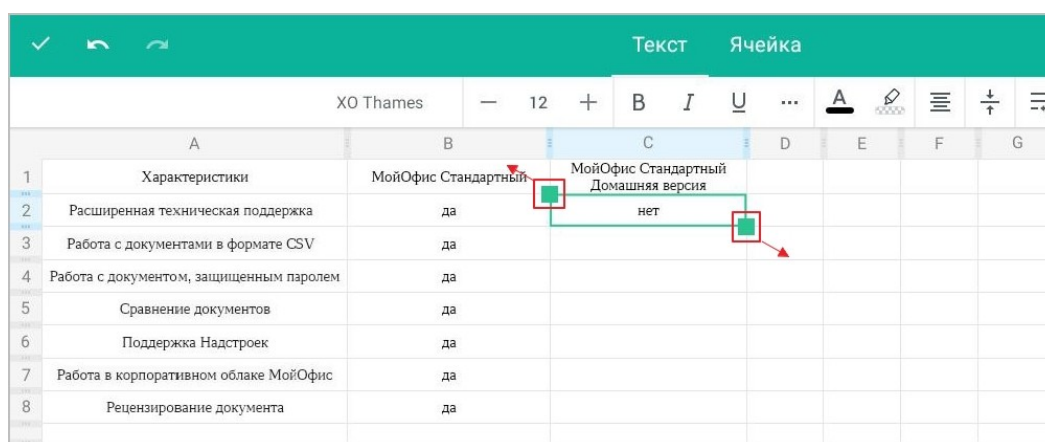 Текст Ячейка
XO Thames — 12 + B I U ... A
A B C D E F G
1 Характеристики МойОфис Стандартный МойОфис Стандартный
Домашняя версия
2 Расширенная техническая поддержка да нет
3 Работа с документами в формате CSV да
4 Работа с документом, защищенным паролем да
5 Сравнение документов да
6 Поддержка Надстроек да
7 Работа в корпоративном облаке МойОфис да
8 Рецензирование документа да